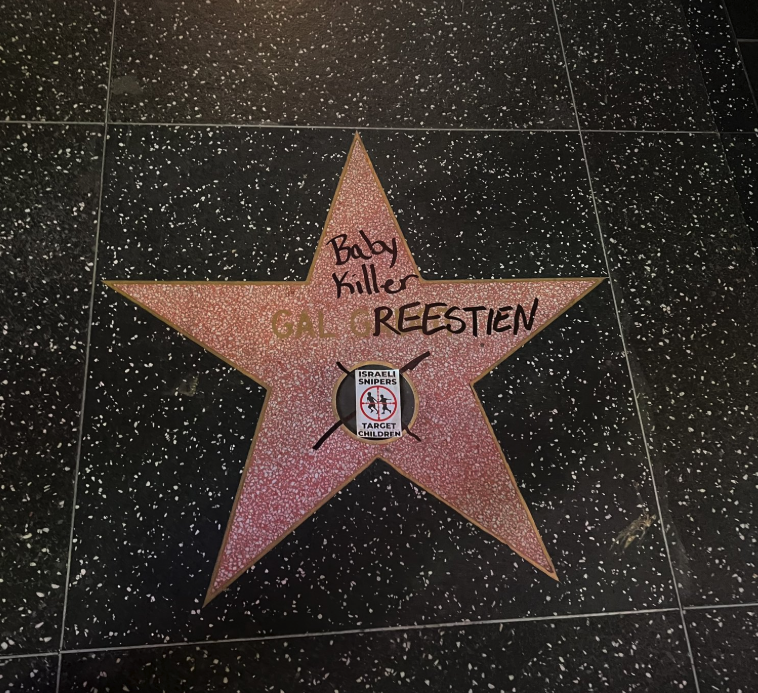 Baby
Killer
GAL GREESTIEN
ISRAELI
SNIPERS
TARGET
CHILDREN